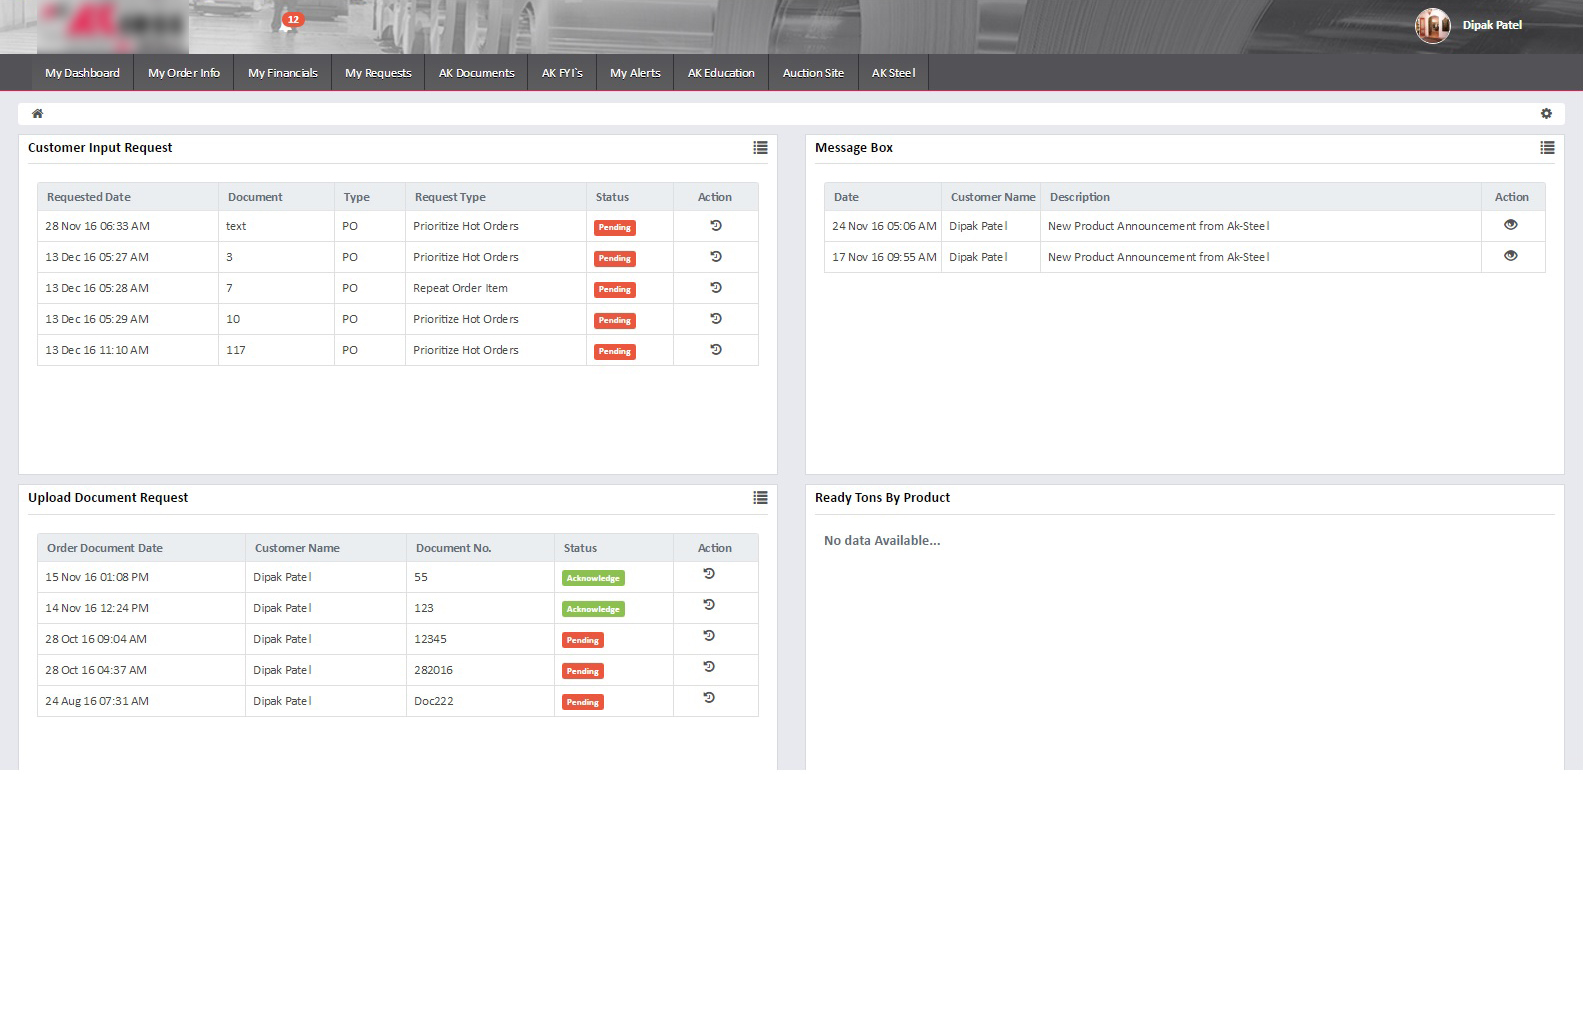 12
Dipak Patel
My Dashboard My Order Info My Financials My Requests AK Documents AK FYI`s My Alerts AK Education Auction Site AK Steel
Customer Input Request
Requested Date Document Type Request Type Status Action
28 Nov 16 06:33 AM text PO Prioritize Hot Orders Pending
13 Dec 16 05:27 AM 3 PO Prioritize Hot Orders Pending
13 Dec 16 05:28 AM 7 PO Repeat Order Item Pending
13 Dec 16 05:29 AM 10 PO Prioritize Hot Orders Pending
13 Dec 16 11:10 AM 117 PO Prioritize Hot Orders Pending
Message Box
Date Customer Name Description Action
24 Nov 16 05:06 AM Dipak Patel New Product Announcement from Ak-Steel
17 Nov 16 09:55 AM Dipak Patel New Product Announcement from Ak-Steel
Upload Document Request
Order Document Date Customer Name Document No. Status Action
15 Nov 16 01:08 PM Dipak Patel 55 Acknowledge
14 Nov 16 12:24 PM Dipak Patel 123 Acknowledge
28 Oct 16 09:04 AM Dipak Patel 12345 Pending
28 Oct 16 04:37 AM Dipak Patel 282016 Pending
24 Aug 16 07:31 AM Dipak Patel Doc222 Pending
Ready Tons By Product
No data Available...